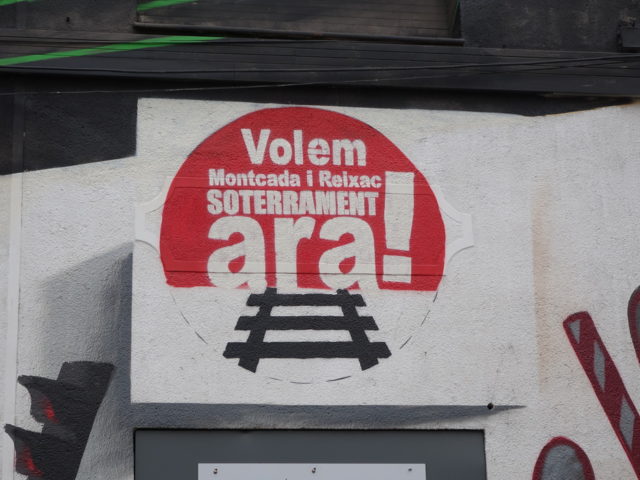 Volem
Montcada i Reixac
SOTERRAMENT
ara!